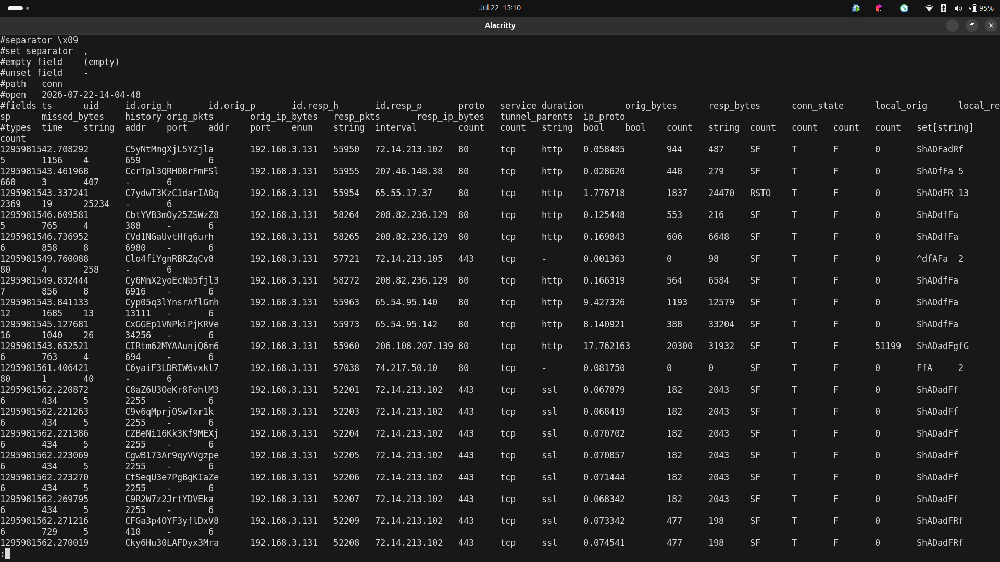 Jul 22 15:10
95%
Alacritty
#separator \x09
#set_separator ,
#empty_field (empty)
#unset_field -
#path conn
#open 2026-07-22-14-04-48
#fields ts uid id.orig_h id.orig_p id.resp_h id.resp_p proto service duration orig_bytes resp_bytes conn_state local_orig local_re
sp missed_bytes history orig_pkts orig_ip_bytes resp_pkts resp_ip_bytes tunnel_parents ip_proto
#types time string addr port addr port enum string interval count count string bool bool count string count count count count set[string]
count
1295981542.708292 C5yNtMmgXjL5YZjla 192.168.3.131 55950 72.14.213.102 80 tcp http 0.058485 944 487 SF T F 0 ShADFadRf
5 1156 4 659 - 6
1295981543.461968 CcrTpl3QRH08rFmFSl 192.168.3.131 55955 207.46.148.38 80 tcp http 0.028620 448 279 SF T F 0 ShADfFa 5
660 3 407 - 6
1295981543.337241 C7ydwT3KzC1darIA0g 192.168.3.131 55954 65.55.17.37 80 tcp http 1.776718 1837 24470 RSTO T F 0 ShADdFR 13
2369 19 25234 - 6
1295981546.609581 CbtYVB3mOy25ZSWzZ8 192.168.3.131 58264 208.82.236.129 80 tcp http 0.125448 553 216 SF T F 0 ShADdfFa
5 765 4 388 - 6
1295981546.736952 CVd1NGaUvtHfq6urh 192.168.3.131 58265 208.82.236.129 80 tcp http 0.169843 606 6648 SF T F 0 ShADdfFa
6 858 8 6980 - 6
1295981549.760088 Clo4fiYgnRBRZqCv8 192.168.3.131 57721 72.14.213.105 443 tcp - 0.001363 0 98 SF T F 0 ^dfAFa 2
80 4 258 - 6
1295981549.832444 Cy6MnX2yoEcNb5fjl3 192.168.3.131 58272 208.82.236.129 80 tcp http 0.166319 564 6584 SF T F 0 ShADdfFa
7 856 8 6916 - 6
1295981543.841133 Cyp05q3lYnsrAflGmh 192.168.3.131 55963 65.54.95.140 80 tcp http 9.427326 1193 12579 SF T F 0 ShADdfFa
12 1685 13 13111 - 6
1295981545.127681 CxGGEp1VNPkiPjKRVe 192.168.3.131 55973 65.54.95.142 80 tcp http 8.140921 388 33204 SF T F 0 ShADdfFa
16 1040 26 34256 - 6
1295981543.652521 CIRtm62MYAAunjQ6m6 192.168.3.131 55960 206.108.207.139 80 tcp http 17.762163 20300 31932 SF T F 51199 ShADadFgfG
6 763 4 694 - 6
1295981561.406421 C6yaiF3LDRIW6vxkl7 192.168.3.131 57038 74.217.50.10 80 tcp - 0.081750 0 0 SF T F 0 FfA 2
80 1 40 - 6
1295981562.220872 C8aZ6U3OeKr8FohlM3 192.168.3.131 52201 72.14.213.102 443 tcp ssl 0.067879 182 2043 SF T F 0 ShADadFf
6 434 5 2255 - 6
1295981562.221263 C9v6qMprjOSwTxr1k 192.168.3.131 52203 72.14.213.102 443 tcp ssl 0.068419 182 2043 SF T F 0 ShADadFf
6 434 5 2255 - 6
1295981562.221386 CZBeNi16Kk3Kf9MEXj 192.168.3.131 52204 72.14.213.102 443 tcp ssl 0.070702 182 2043 SF T F 0 ShADadFf
6 434 5 2255 - 6
1295981562.223069 CgwB173Ar9qyVVgzpe 192.168.3.131 52205 72.14.213.102 443 tcp ssl 0.070857 182 2043 SF T F 0 ShADadFf
6 434 5 2255 - 6
1295981562.223270 CtSeqU3e7PgBgKIaZe 192.168.3.131 52206 72.14.213.102 443 tcp ssl 0.071444 182 2043 SF T F 0 ShADadFf
6 434 5 2255 - 6
1295981562.269795 C9R2W7z2JrtYDVEka 192.168.3.131 52207 72.14.213.102 443 tcp ssl 0.068342 182 2043 SF T F 0 ShADadFf
6 434 5 2255 - 6
1295981562.271216 CFGa3p4OYF3yflDxV8 192.168.3.131 52209 72.14.213.102 443 tcp ssl 0.073342 477 198 SF T F 0 ShADadFRf
6 729 5 410 - 6
1295981562.270019 Cky6Hu30LAFDyx3Mra 192.168.3.131 52208 72.14.213.102 443 tcp ssl 0.074541 477 198 SF T F 0 ShADadFRf
: